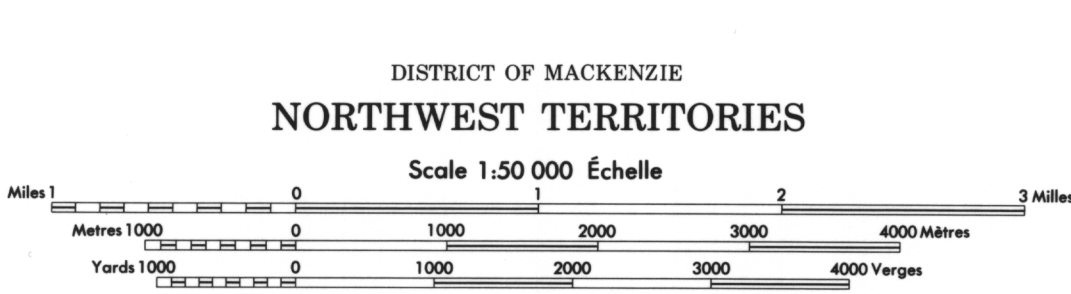 DISTRICT OF MACKENZIE
NORTHWEST TERRITORIES
Scale 1:50 000 Échelle
Miles 1 0 1 2 3 Milles
Metres 1000 0 1000 2000 3000 4000 Mètres
Yards 1000 0 1000 2000 3000 4000 Verges